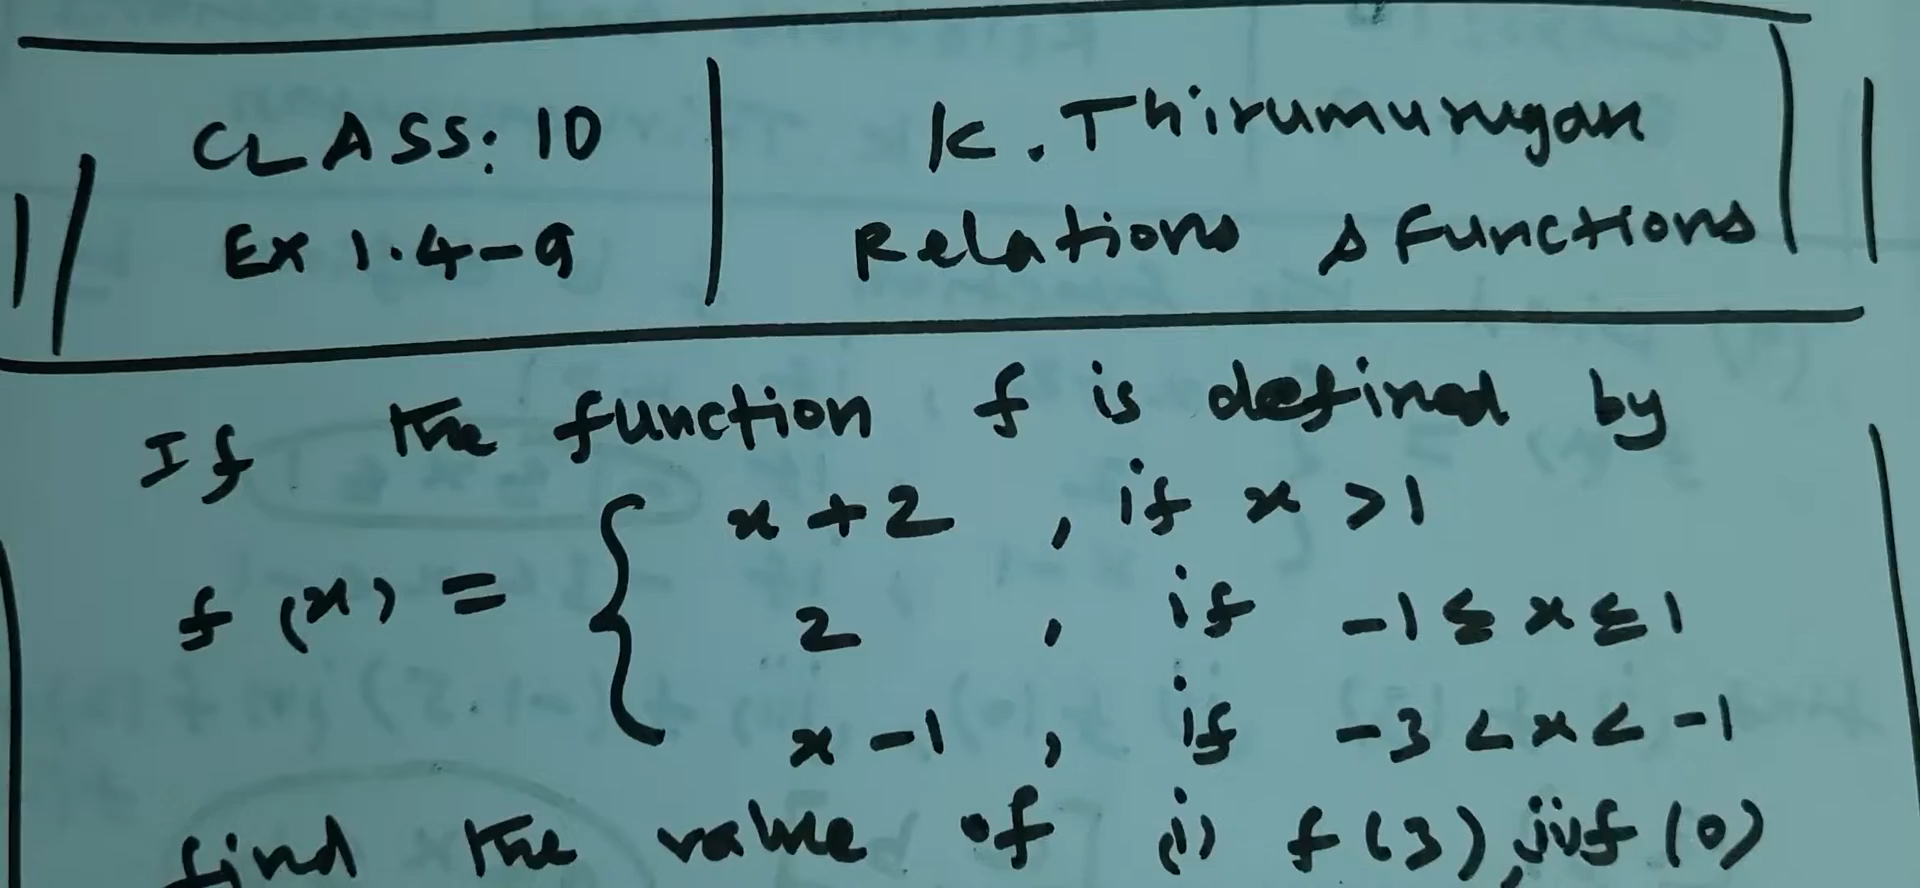 CLASS: 10
Ex 1.4-9
K. Thirumurugan
Relations & Functions
If the function f is defined by
f(x) = { x+2 , if x >1
2 , if -1 ≤ x ≤ 1
x-1 , if -3 < x < -1
find the value of (i) f(3), ii) f(0)